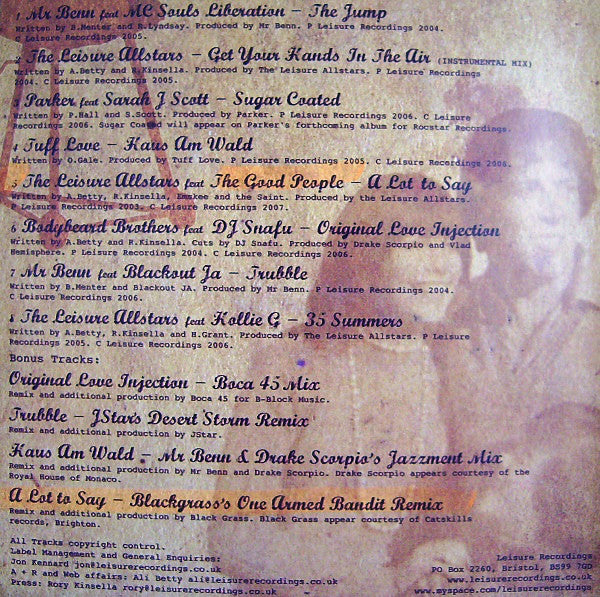 1 Mr Benn feat MC Souls Liberation – The Jump
Written by B.Menter and R.Lyndsay. Produced by Mr Benn. P Leisure Recordings 2004.
C Leisure Recordings 2005.
2 The Leisure Allstars – Get Your Hands In The Air (INSTRUMENTAL MIX)
Written by A.Betty and R.Kinsella. Produced by The Leisure Allstars. P Leisure Recordings
2004. C Leisure Recordings 2005.
3 Parker feat Sarah J Scott – Sugar Coated
Written by P.Hall and S.Scott. Produced by Parker. P Leisure Recordings 2006. C Leisure
Recordings 2006. Sugar Coated will appear on Parker's forthcoming album for Rocstar Recordings.
4 Tuff Love – Haus Am Wald
Written by O.Gale. Produced by Tuff Love. P Leisure Recordings 2005. C Leisure Recordings 2006.
5 The Leisure Allstars feat The Good People – A Lot to Say
Written by A.Betty, R.Kinsella, Emskee and the Saint. Produced by the Leisure Allstars.
P Leisure Recordings 2003. C Leisure Recordings 2007.
6 Bodybeard Brothers feat DJ Snafu – Original Love Injection
Written by A.Betty and R.Kinsella. Cuts by DJ Snafu. Produced by Drake Scorpio and Vlad
Hemisphere. P Leisure Recordings 2004. C Leisure Recordings 2006.
7 Mr Benn feat Blackout Ja – Trubble
Written by B.Menter and Blackout JA. Produced by Mr Benn. P Leisure Recordings 2004.
C Leisure Recordings 2006.
8 The Leisure Allstars feat Hollie G – 35 Summers
Written by A.Betty, R.Kinsella and H.Grant. Produced by The Leisure Allstars. P Leisure
Recordings 2005. C Leisure Recordings 2006.
Bonus Tracks:
Original Love Injection – Boca 45 Mix
Remix and additional production by Boca 45 for B-Block Music.
Trubble – JStar's Desert Storm Remix
Remix and additional production by JStar.
Haus Am Wald – Mr Benn & Drake Scorpio's Jazzment Mix
Remix and additional production by Mr Benn and Drake Scorpio. Drake Scorpio appears courtesy of the
Royal House of Monaco.
A Lot to Say – Blackgrass's One Armed Bandit Remix
Remix and additional production by Black Grass. Black Grass appear courtesy of Catskills
records, Brighton.
All Tracks copyright control.
Label Management and General Enquiries:
Jon Kennard jon@leisurerecordings.co.uk
A + R and Web affairs: Ali Betty ali@leisurerecordings.co.uk
Press: Rory Kinsella rory@leisurerecordings.co.uk
Leisure Recordings
PO Box 2260, Bristol, BS99 7GD
www.leisurerecordings.co.uk
www.myspace.com/leisurerecordings